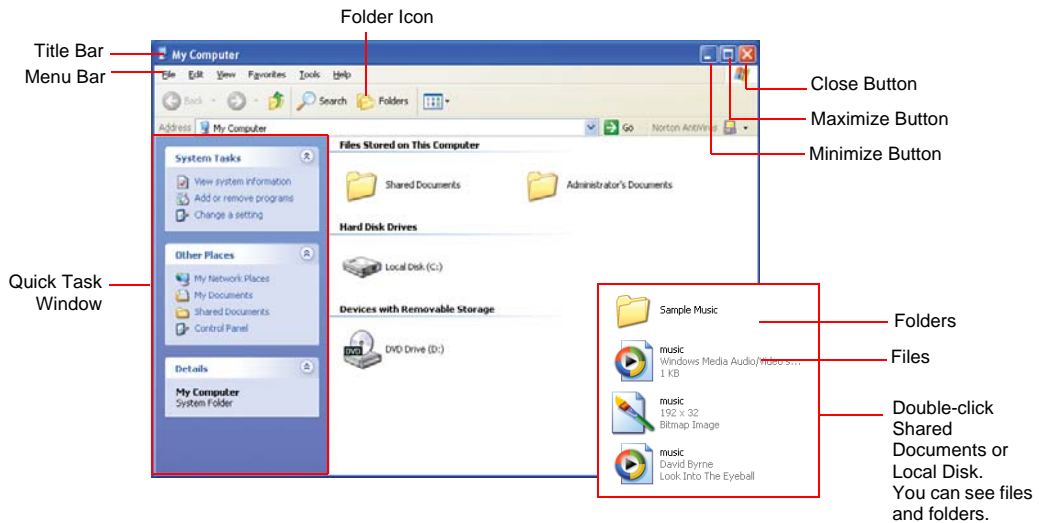 Folder Icon
Title Bar
My Computer
Menu Bar
File Edit View Favorites Tools Help
Close Button
Back Search Folders
Maximize Button
Address My Computer Go Norton AntiVirus
Minimize Button
System Tasks
View system information
Add or remove programs
Change a setting
Other Places
My Network Places
My Documents
Shared Documents
Control Panel
Details
My Computer
System Folder
Quick Task
Window
Files Stored on This Computer
Shared Documents Administrator's Documents
Hard Disk Drives
Local Disk (C:)
Devices with Removable Storage
DVD
DVD Drive (D:)
Sample Music
Folders
music
Windows Media Audio/Video s...
1 KB
Files
music
192 x 32
Bitmap Image
music
David Byrne
Look Into The Eyeball
Double-click
Shared
Documents or
Local Disk.
You can see files
and folders.